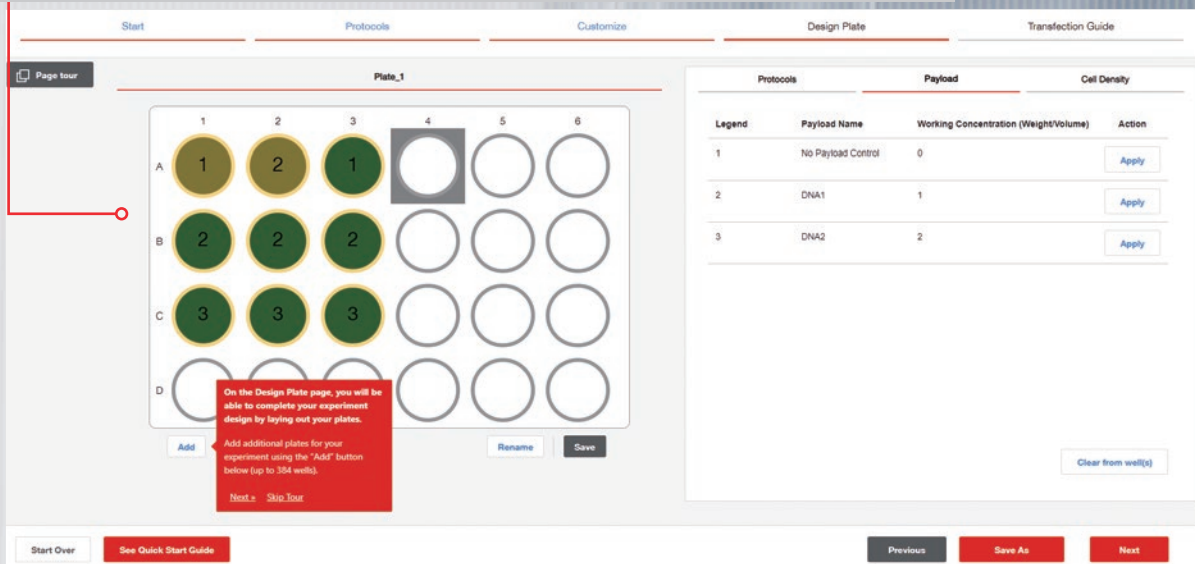 Start Protocols Customize Design Plate Transfection Guide
Page tour
Plate_1
1 2 3 4 5 6
A 1 2 1
B 2 2 2
C 3 3 3
D
On the Design Plate page, you will be
able to complete your experiment
design by laying out your plates.
Add additional plates for your
experiment using the "Add" button
below (up to 384 wells).
Next » Skip Tour
Add Rename Save
Protocols Payload Cell Density
Legend Payload Name Working Concentration (Weight/Volume) Action
1 No Payload Control 0 Apply
2 DNA1 1 Apply
3 DNA2 2 Apply
Clear from well(s)
Start Over See Quick Start Guide Previous Save As Next